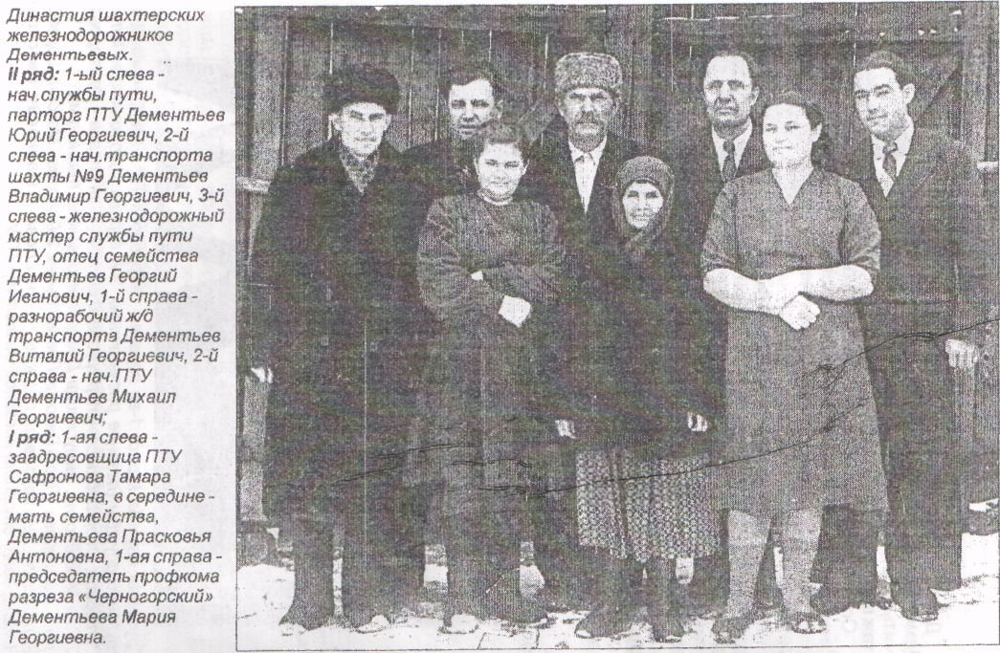 Династия шахтерских
железнодорожников
Дементьевых.
II ряд: 1-ый слева -
нач.службы пути,
парторг ПТУ Дементьев
Юрий Георгиевич, 2-й
слева - нач.транспорта
шахты №9 Дементьев
Владимир Георгиевич, 3-й
слева - железнодорожный
мастер службы пути
ПТУ, отец семейства
Дементьев Георгий
Иванович, 1-й справа -
разнорабочий ж/д
транспорта Дементьев
Виталий Георгиевич, 2-й
справа - нач.ПТУ
Дементьев Михаил
Георгиевич;
I ряд: 1-ая слева -
заадресовщица ПТУ
Сафронова Тамара
Георгиевна, в середине -
мать семейства,
Дементьева Прасковья
Антоновна, 1-ая справа -
председатель профкома
разреза «Черногорский»
Дементьева Мария
Георгиевна.